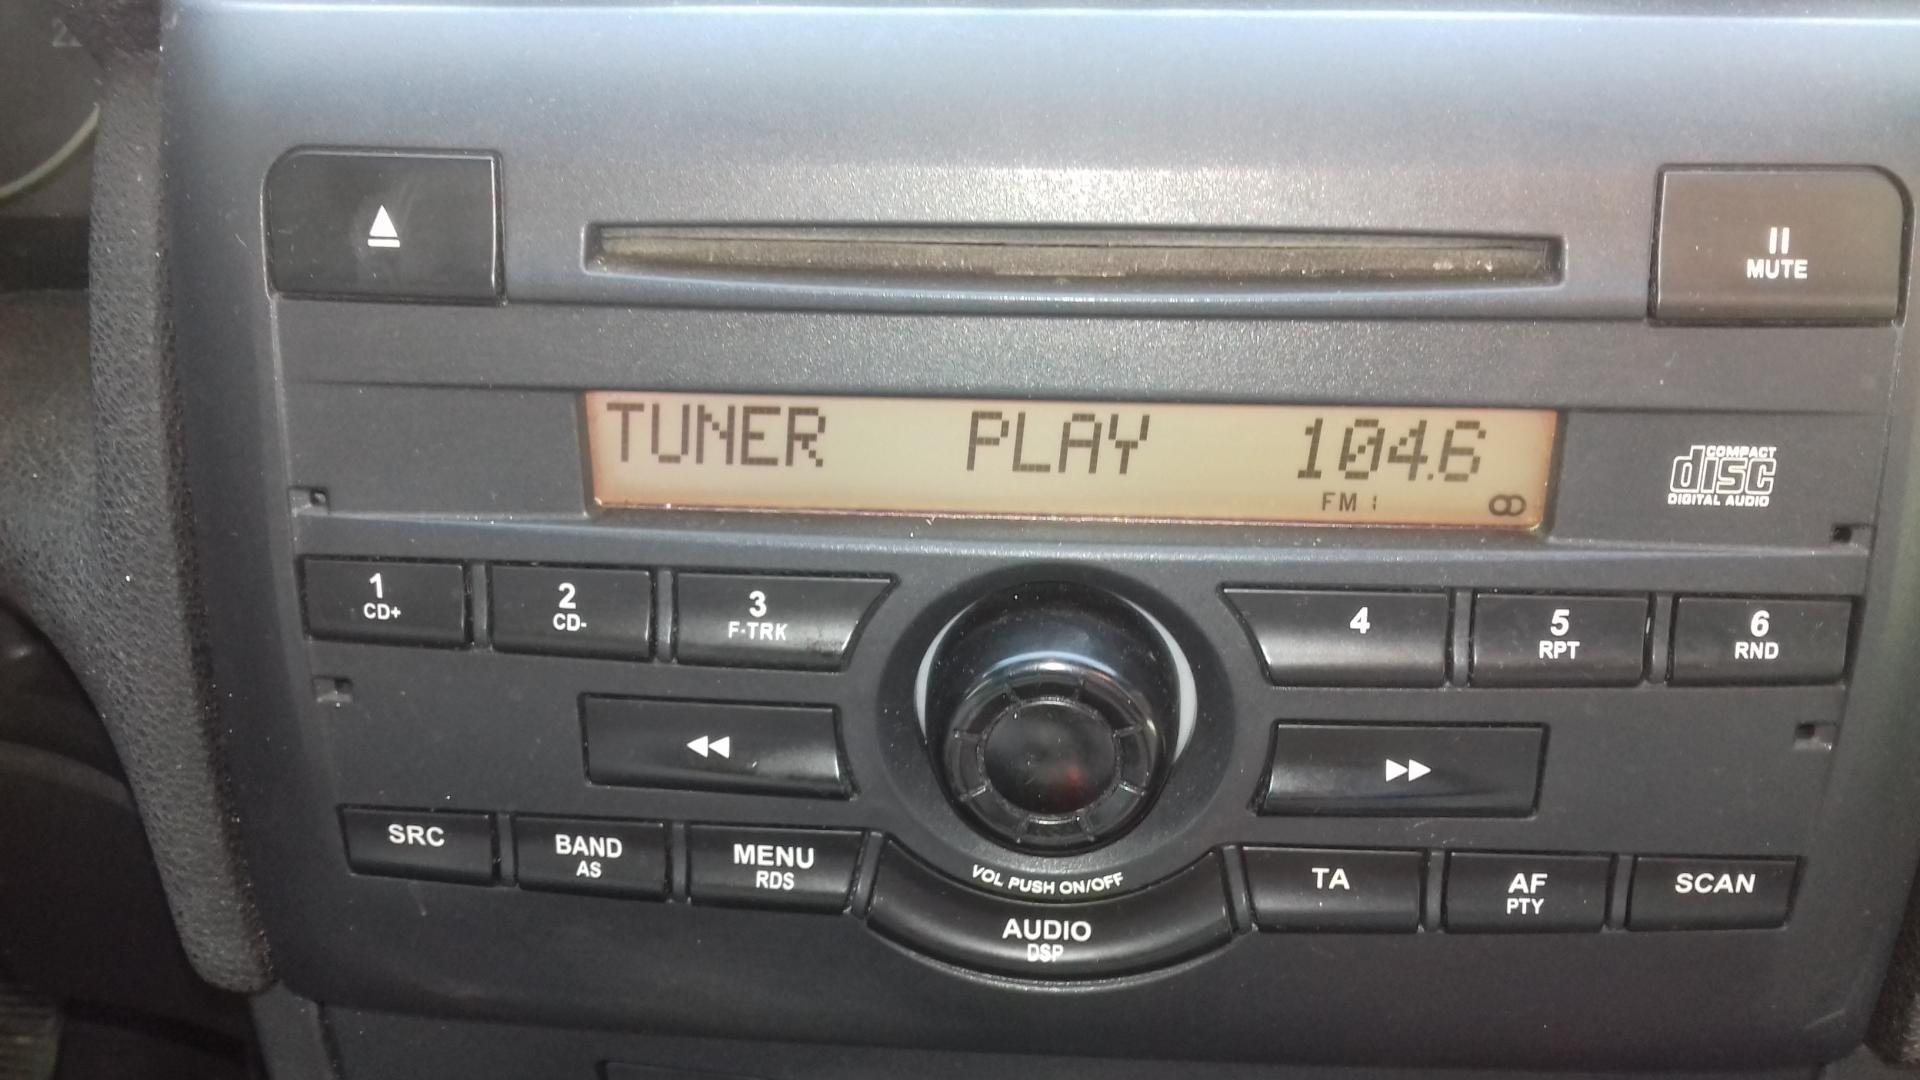 MUTE
TUNER PLAY 104.6
FM 1
COMPACT
disc
DIGITAL AUDIO
1
CD+
2
CD-
3
F-TRK
4
5
RPT
6
RND
SRC
BAND
AS
MENU
RDS
VOL PUSH ON/OFF
AUDIO
DSP
TA
AF
PTY
SCAN